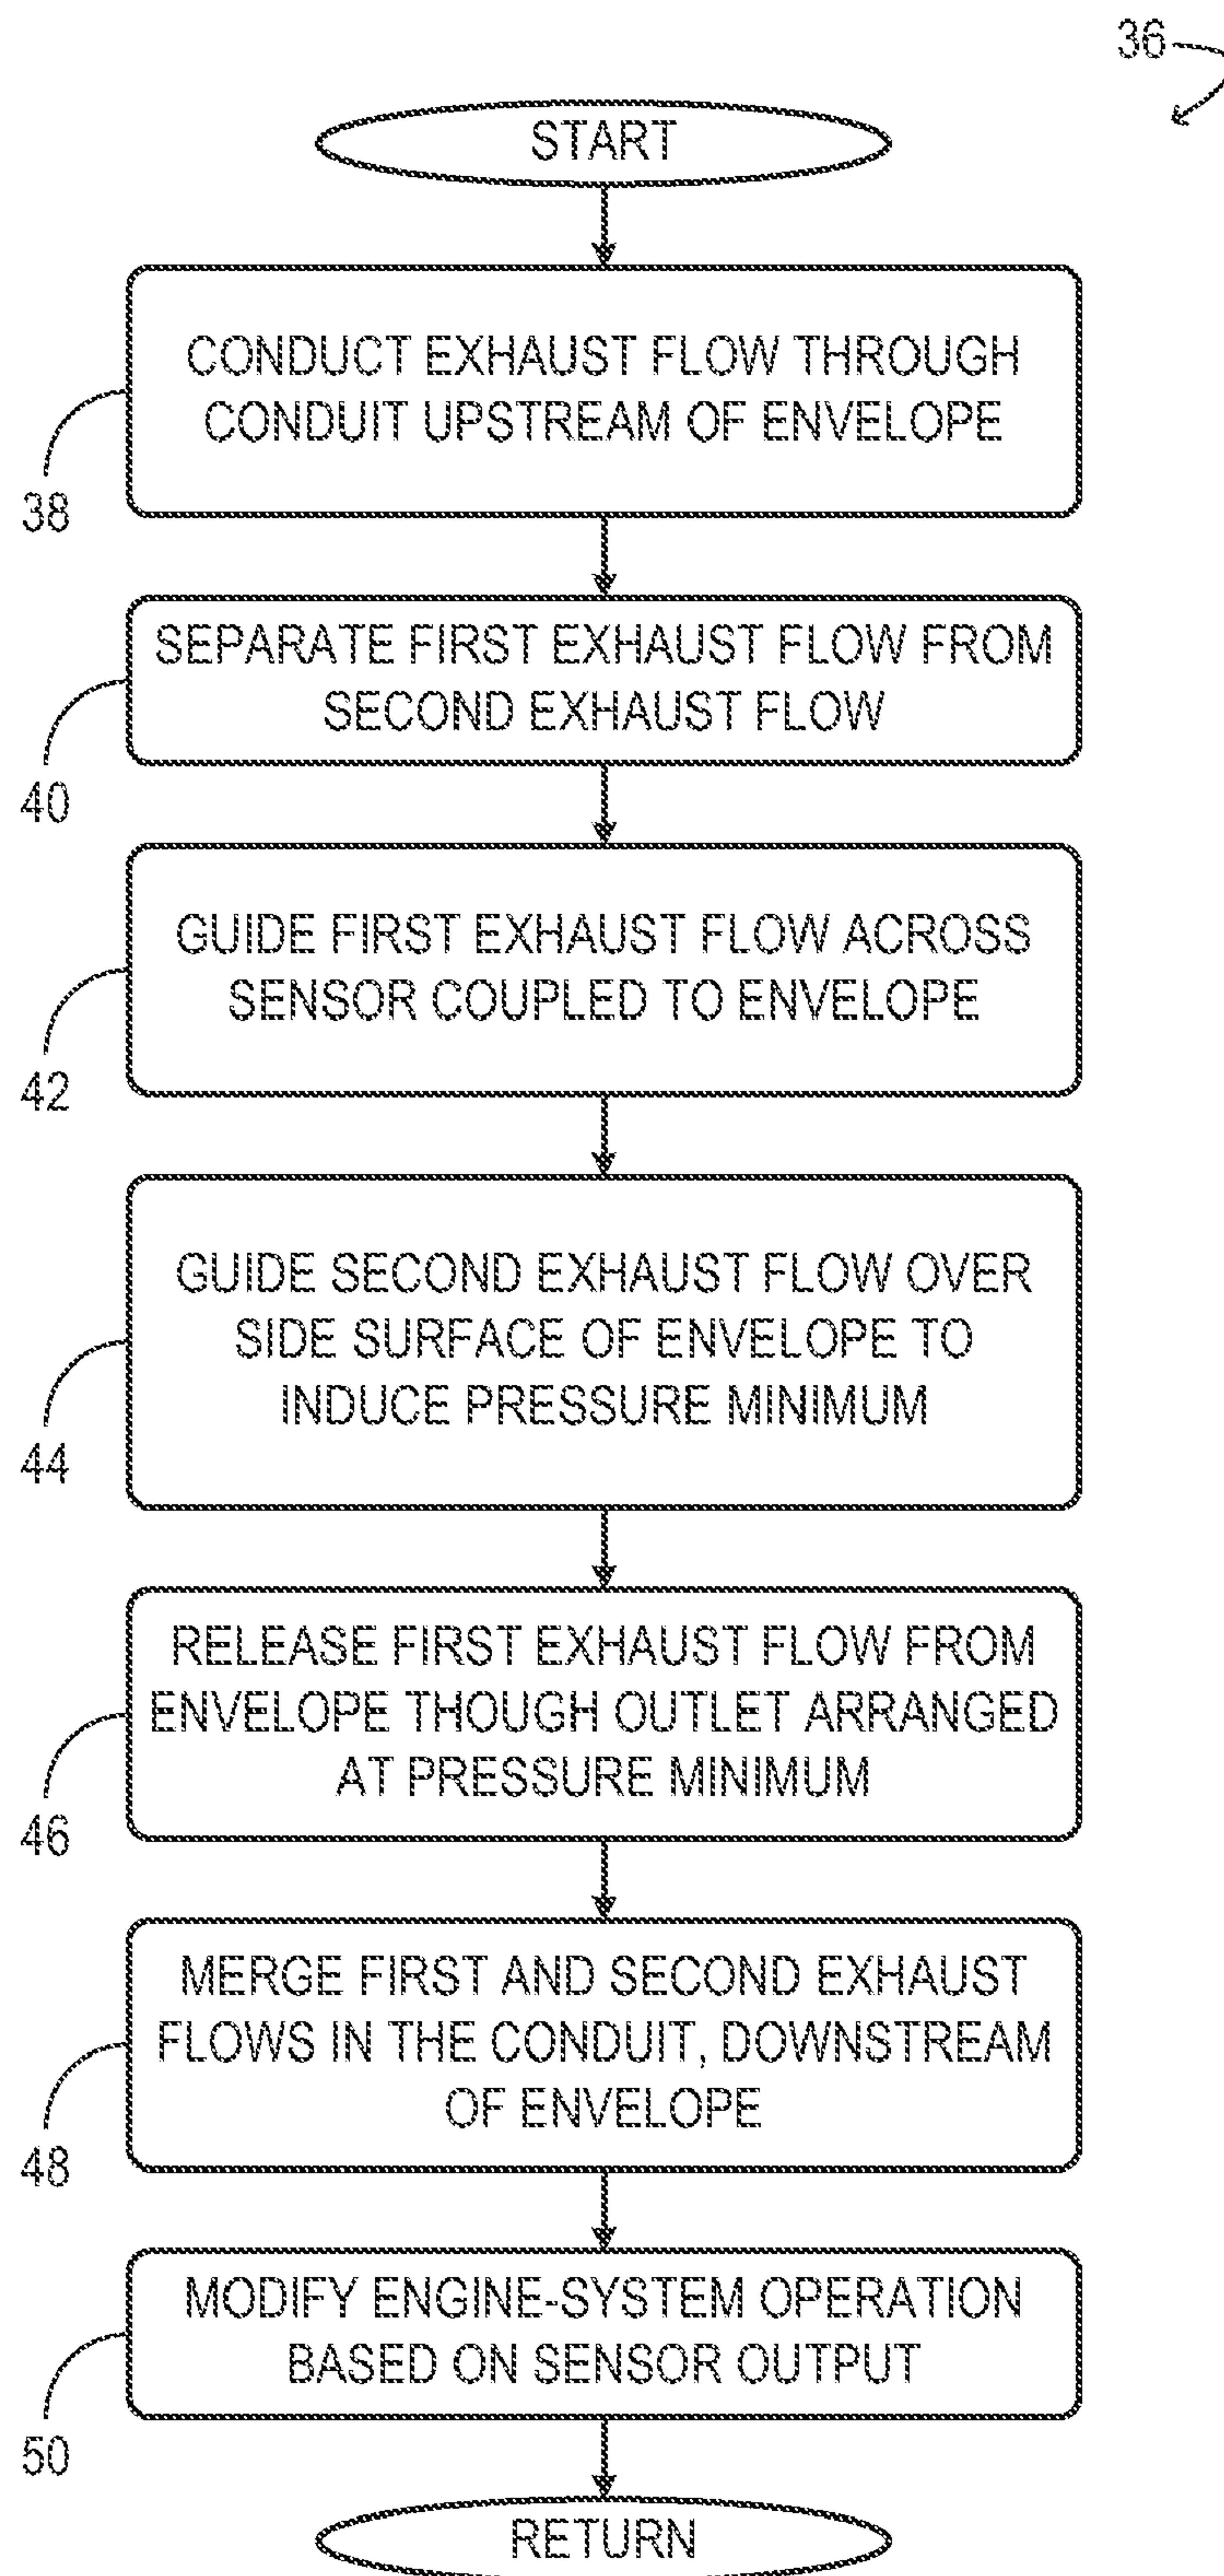 36
START
CONDUCT EXHAUST FLOW THROUGH
CONDUIT UPSTREAM OF ENVELOPE
38
SEPARATE FIRST EXHAUST FLOW FROM
SECOND EXHAUST FLOW
40
GUIDE FIRST EXHAUST FLOW ACROSS
SENSOR COUPLED TO ENVELOPE
42
GUIDE SECOND EXHAUST FLOW OVER
SIDE SURFACE OF ENVELOPE TO
INDUCE PRESSURE MINIMUM
44
RELEASE FIRST EXHAUST FLOW FROM
ENVELOPE THOUGH OUTLET ARRANGED
AT PRESSURE MINIMUM
46
MERGE FIRST AND SECOND EXHAUST
FLOWS IN THE CONDUIT, DOWNSTREAM
OF ENVELOPE
48
MODIFY ENGINE-SYSTEM OPERATION
BASED ON SENSOR OUTPUT
50
RETURN